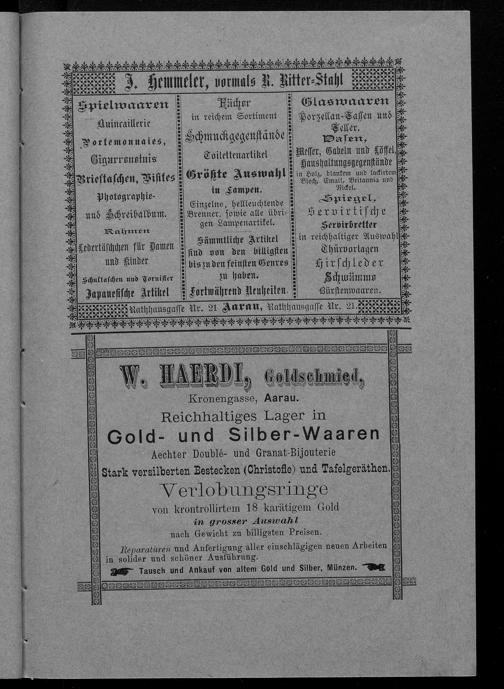 J. Hemmeler, vormals R. Ritter-Stahl
Spielwaaren
Quincaillerie
Portemonnaies,
Cigarrenetuis
Brieftaschen, Visites
Photographie-
und Schreibalbum.
Rahmen
Ledertäschchen für Damen
und Kinder
Schultaschen und Tornister
Japanesische Artikel
Fächer
in reichem Sortiment
Schmuckgegenstände
Toilettenartikel
Größte Auswahl
in Lampen.
Einzelne, hellleuchtende
Brenner, sowie alle übri-
gen Lampenartikel.
Sämmtliche Artikel
sind von den billigsten
bis zu den feinsten Genres
zu haben.
Fortwährend Neuheiten.
Glaswaaren
Porzellan-Tassen und
Teller.
Vasen,
Messer, Gabeln und Löffel,
Haushaltungsgegenstände
in Holz, blankem und lackirtem
Blech, Email, Britannia und
Nickel.
Spiegel,
Servirtische
Servirbretter
in reichhaltiger Auswahl
Thürvorlagen
Hirschleder
Schwämme
Bürstenwaaren.
Rathhausgasse Nr. 21 Aarau, Rathhausgasse Nr. 21
W. HAERDI, Goldschmied,
Kronengasse, Aarau.
Reichhaltiges Lager in
Gold- und Silber-Waaren
Aechter Doublé- und Granat-Bijouterie
Stark versilberten Bestecken (Christofle) und Tafelgeräthen.
Verlobungsringe
von krontrollirtem 18 karätigem Gold
in grosser Auswahl
nach Gewicht zu billigsten Preisen.
Reparaturen und Anfertigung aller einschlägigen neuen Arbeiten
in solider und schöner Ausführung.
Tausch und Ankauf von altem Gold und Silber, Münzen.